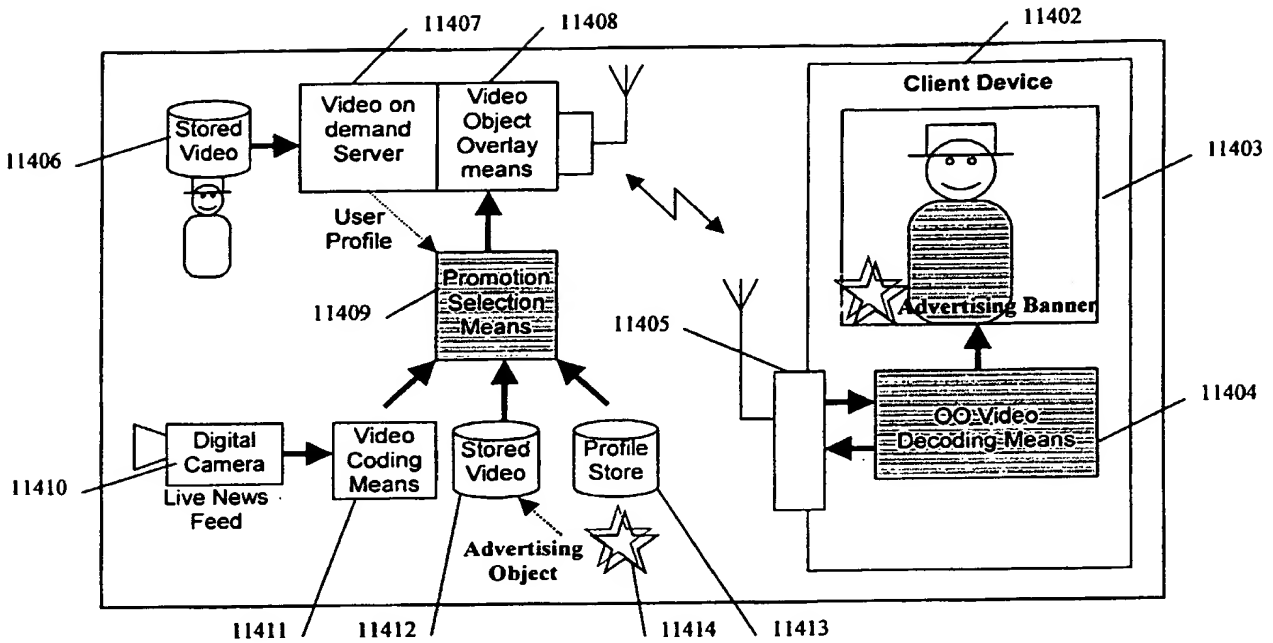 11407
11408
11402
Client Device
Stored
Video
Video on
demand
Server
Video
Object
Overlay
means
11406
11403
User
Profile
Promotion
Selection
Means
11409
Advertising Banner
11405
OO Video
Decoding Means
11404
Digital
Camera
Video
Coding
Means
Stored
Video
Profile
Store
11410
Live News
Feed
Advertising
Object
11411
11412
11414
11413